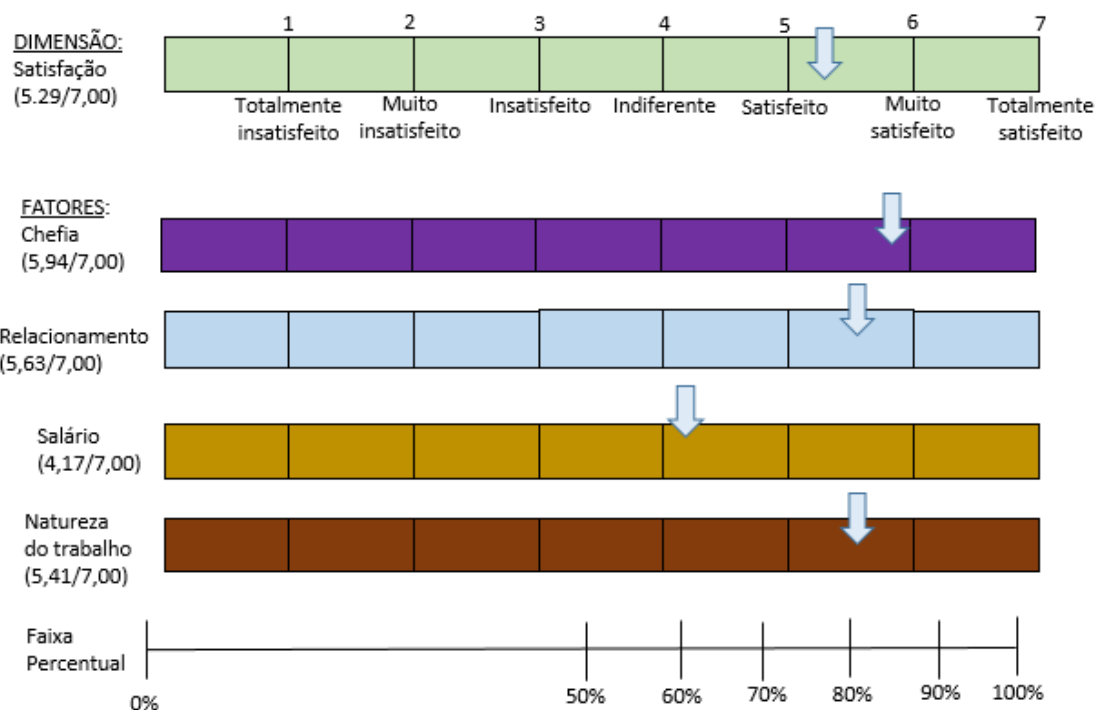 1 2 3 4 5 6 7
DIMENSÃO:
Satisfação
(5.29/7,00)
Totalmente
insatisfeito
Muito
insatisfeito
Insatisfeito
Indiferente
Satisfeito
Muito
satisfeito
Totalmente
satisfeito
FATORES:
Chefia
(5,94/7,00)
Relacionamento
(5,63/7,00)
Salário
(4,17/7,00)
Natureza
do trabalho
(5,41/7,00)
Faixa
Percentual
0% 50% 60% 70% 80% 90% 100%